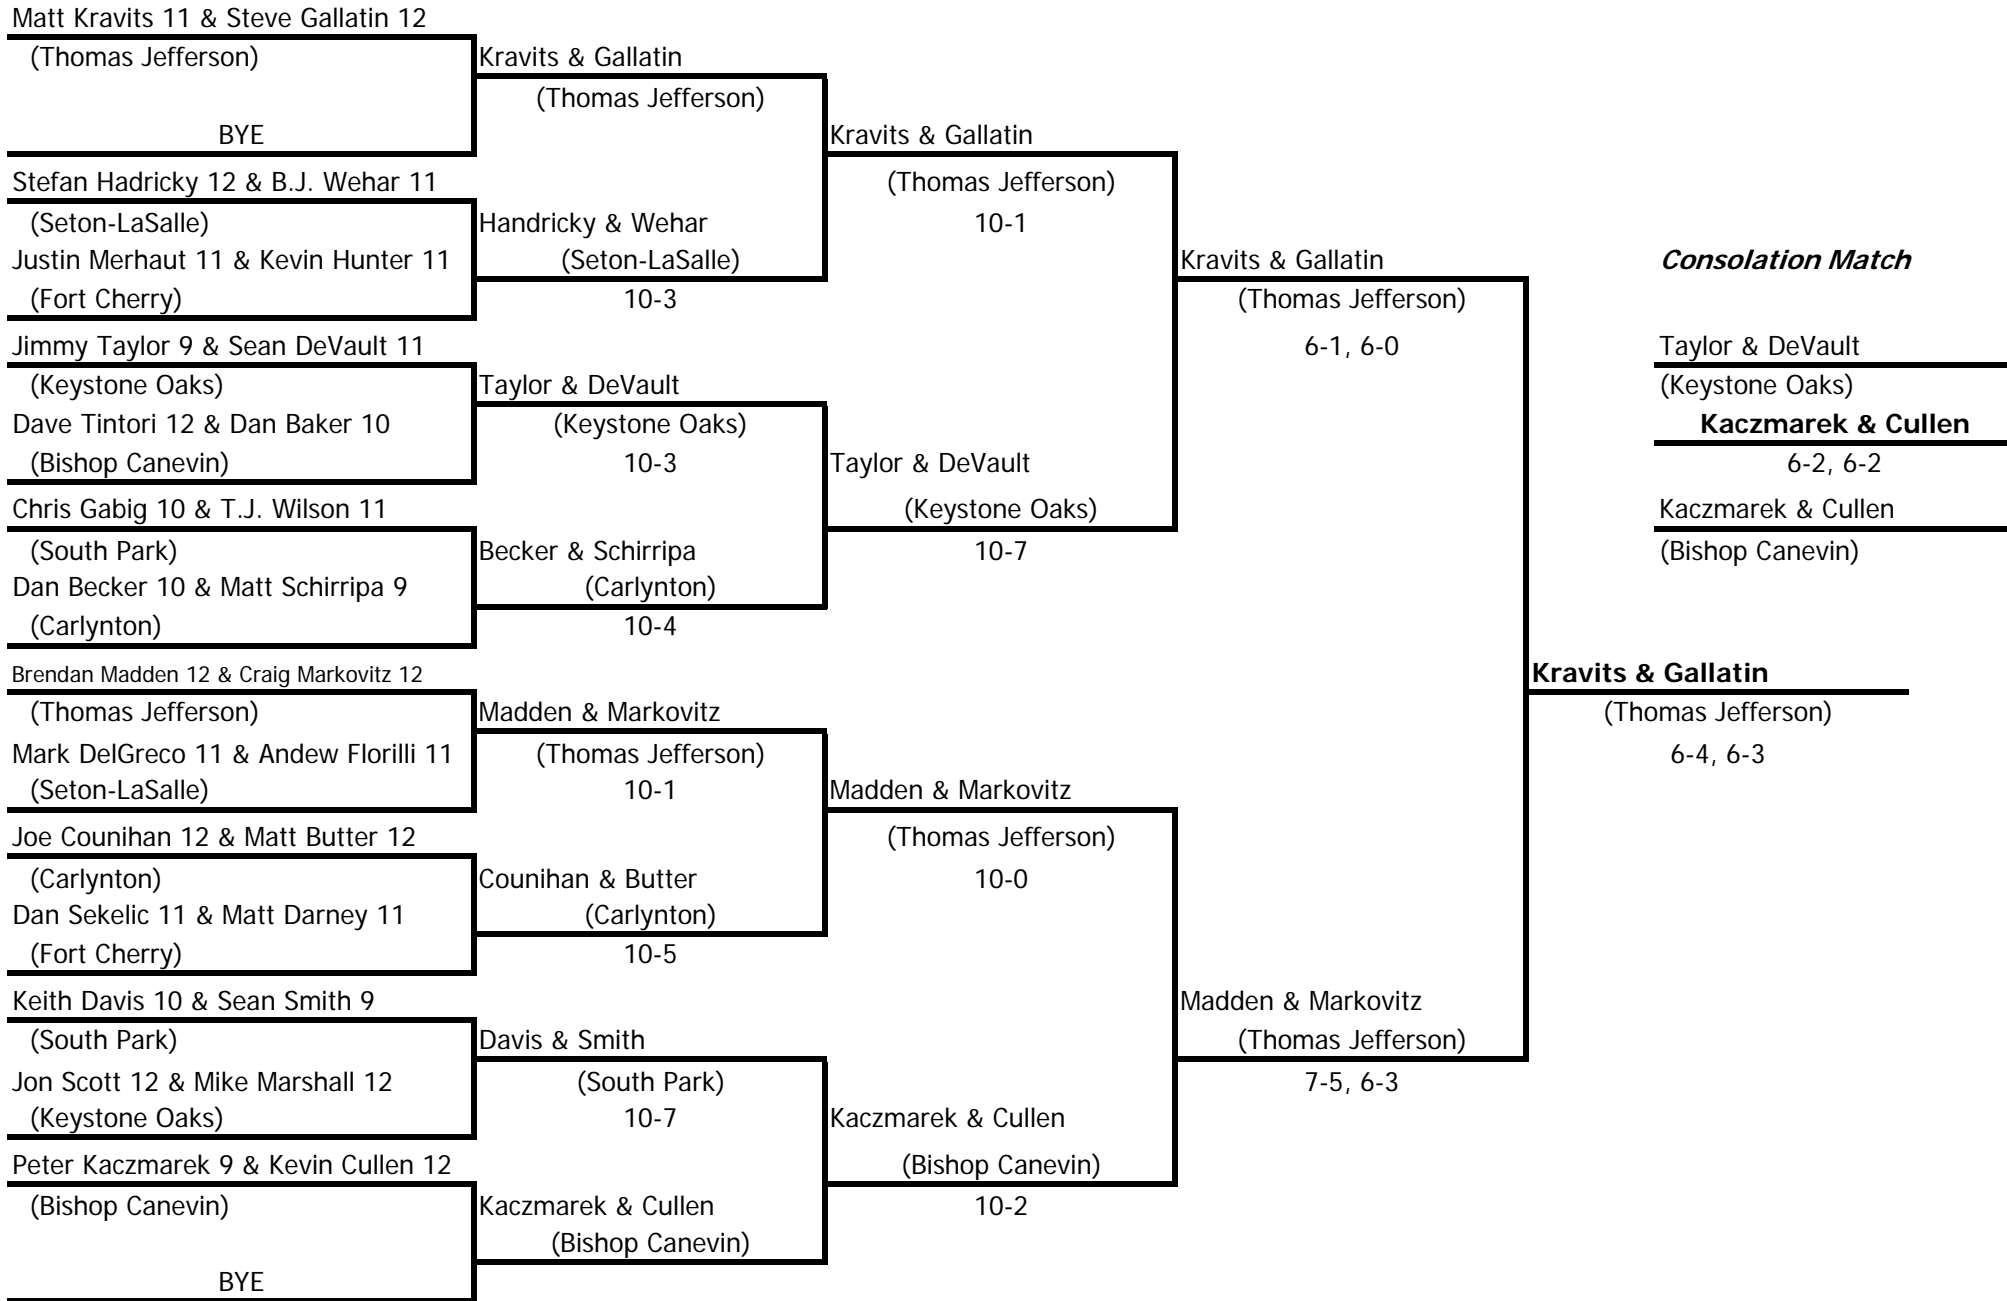 Matt Kravits 11 & Steve Gallatin 12
(Thomas Jefferson)
BYE
Stefan Hadricky 12 & B.J. Wehar 11
(Seton-LaSalle)
Justin Merhaut 11 & Kevin Hunter 11
(Fort Cherry)
Jimmy Taylor 9 & Sean DeVault 11
(Keystone Oaks)
Dave Tintori 12 & Dan Baker 10
(Bishop Canevin)
Chris Gabig 10 & T.J. Wilson 11
(South Park)
Dan Becker 10 & Matt Schirripa 9
(Carlynton)
Brendan Madden 12 & Craig Markovitz 12
(Thomas Jefferson)
Mark DelGreco 11 & Andew Florilli 11
(Seton-LaSalle)
Joe Counihan 12 & Matt Butter 12
(Carlynton)
Dan Sekelic 11 & Matt Darney 11
(Fort Cherry)
Keith Davis 10 & Sean Smith 9
(South Park)
Jon Scott 12 & Mike Marshall 12
(Keystone Oaks)
Peter Kaczmarek 9 & Kevin Cullen 12
(Bishop Canevin)
BYE
Kravits & Gallatin
(Thomas Jefferson)
Handricky & Wehar
(Seton-LaSalle)
10-3
Taylor & DeVault
(Keystone Oaks)
10-3
Becker & Schirripa
(Carlynton)
10-4
Madden & Markovitz
(Thomas Jefferson)
10-1
Counihan & Butter
(Carlynton)
10-5
Davis & Smith
(South Park)
10-7
Kaczmarek & Cullen
(Bishop Canevin)
Kravits & Gallatin
(Thomas Jefferson)
10-1
Taylor & DeVault
(Keystone Oaks)
10-7
Madden & Markovitz
(Thomas Jefferson)
10-0
Kaczmarek & Cullen
(Bishop Canevin)
10-2
Kravits & Gallatin
(Thomas Jefferson)
6-1, 6-0
Madden & Markovitz
(Thomas Jefferson)
7-5, 6-3
Kravits & Gallatin
(Thomas Jefferson)
6-4, 6-3
Consolation Match
Taylor & DeVault
(Keystone Oaks)
Kaczmarek & Cullen
6-2, 6-2
Kaczmarek & Cullen
(Bishop Canevin)